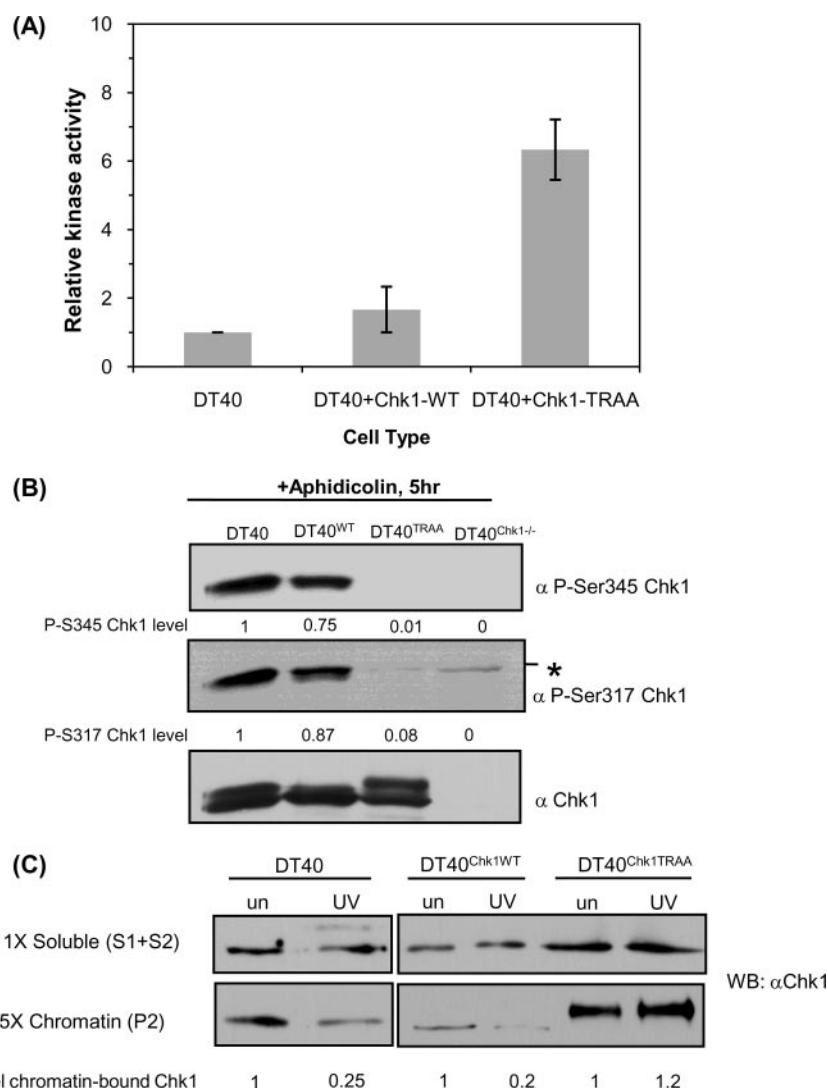 (A)
10
8
6
4
2
0
Relative kinase activity
DT40 DT40+Chk1-WT DT40+Chk1-TRAA
Cell Type
(B)
+Aphidicolin, 5hr
DT40 DT40WT DT40TRAA DT40Chk1-/-
α P-Ser345 Chk1
P-S345 Chk1 level 1 0.75 0.01 0
*
α P-Ser317 Chk1
P-S317 Chk1 level 1 0.87 0.08 0
α Chk1
(C)
DT40 DT40Chk1WT DT40Chk1TRAA
un UV un UV un UV
1X Soluble (S1+S2)
WB: αChk1
5X Chromatin (P2)
chromatin-bound Chk1 1 0.25 1 0.2 1 1.2